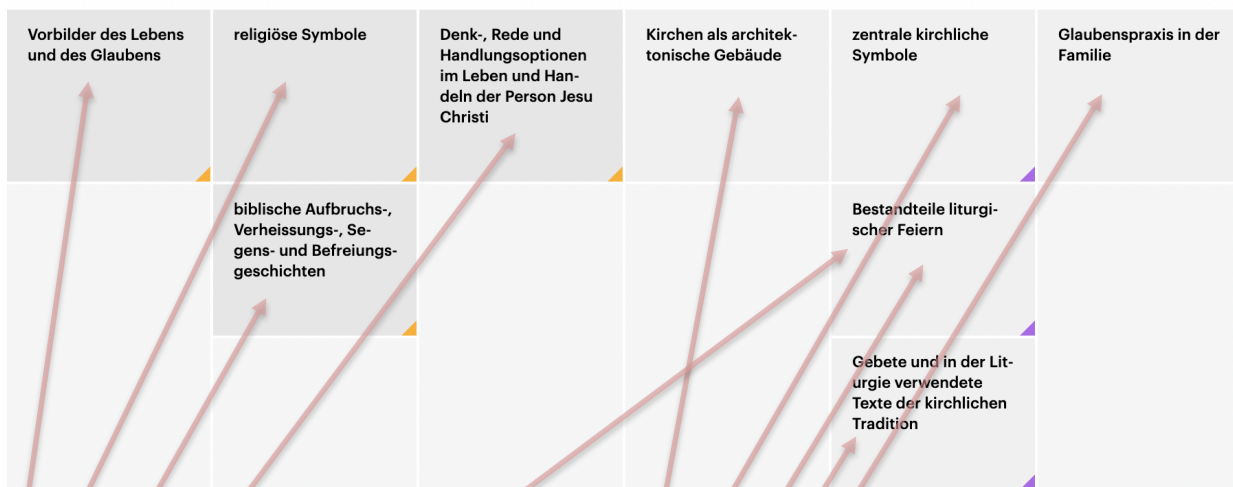 Vorbilder des Lebens
und des Glaubens
religiöse Symbole
Denk-, Rede und
Handlungsoptionen
im Leben und Han-
deln der Person Jesu
Christi
Kirchen als architek-
tonische Gebäude
zentrale kirchliche
Symbole
Glaubenspraxis in der
Familie
biblische Aufbruchs-,
Verheissungs-, Se-
gens- und Befreiungs-
geschichten
Bestandteile liturgi-
scher Feiern
Gebete und in der Lit-
urgie verwendete
Texte der kirchlichen
Tradition